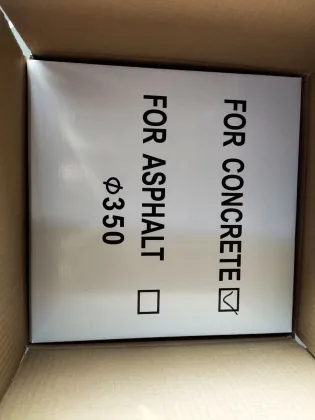 FOR CONCRETE ☑
FOR ASPHALT ☐
Φ350